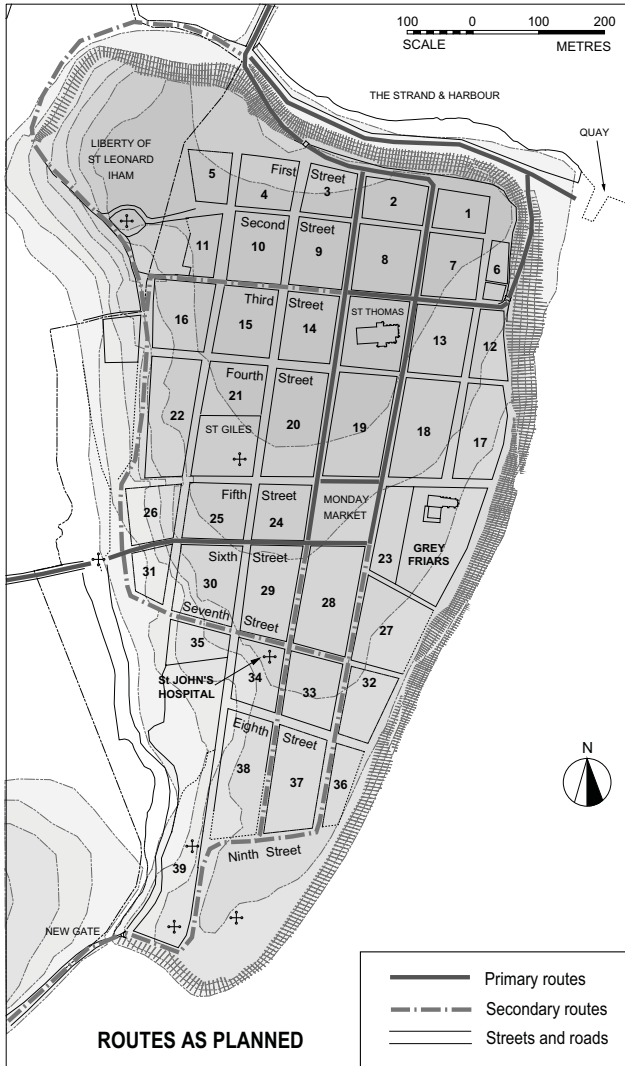 100 0 100 200
SCALE METRES
THE STRAND & HARBOUR
QUAY
LIBERTY OF
ST LEONARD
IHAM
5
First Street
4
3
2
1
Second Street
11
10
9
8
7
6
Third Street
16
15
14
ST THOMAS
13
12
Fourth Street
22
21
ST GILES
20
19
18
17
Fifth Street
MONDAY
MARKET
26
25
24
GREY
FRIARS
23
Sixth Street
31
30
29
28
27
Seventh Street
35
St JOHN'S
HOSPITAL
34
33
32
Eighth Street
38
37
36
Ninth Street
39
NEW GATE
N
ROUTES AS PLANNED
Primary routes
Secondary routes
Streets and roads